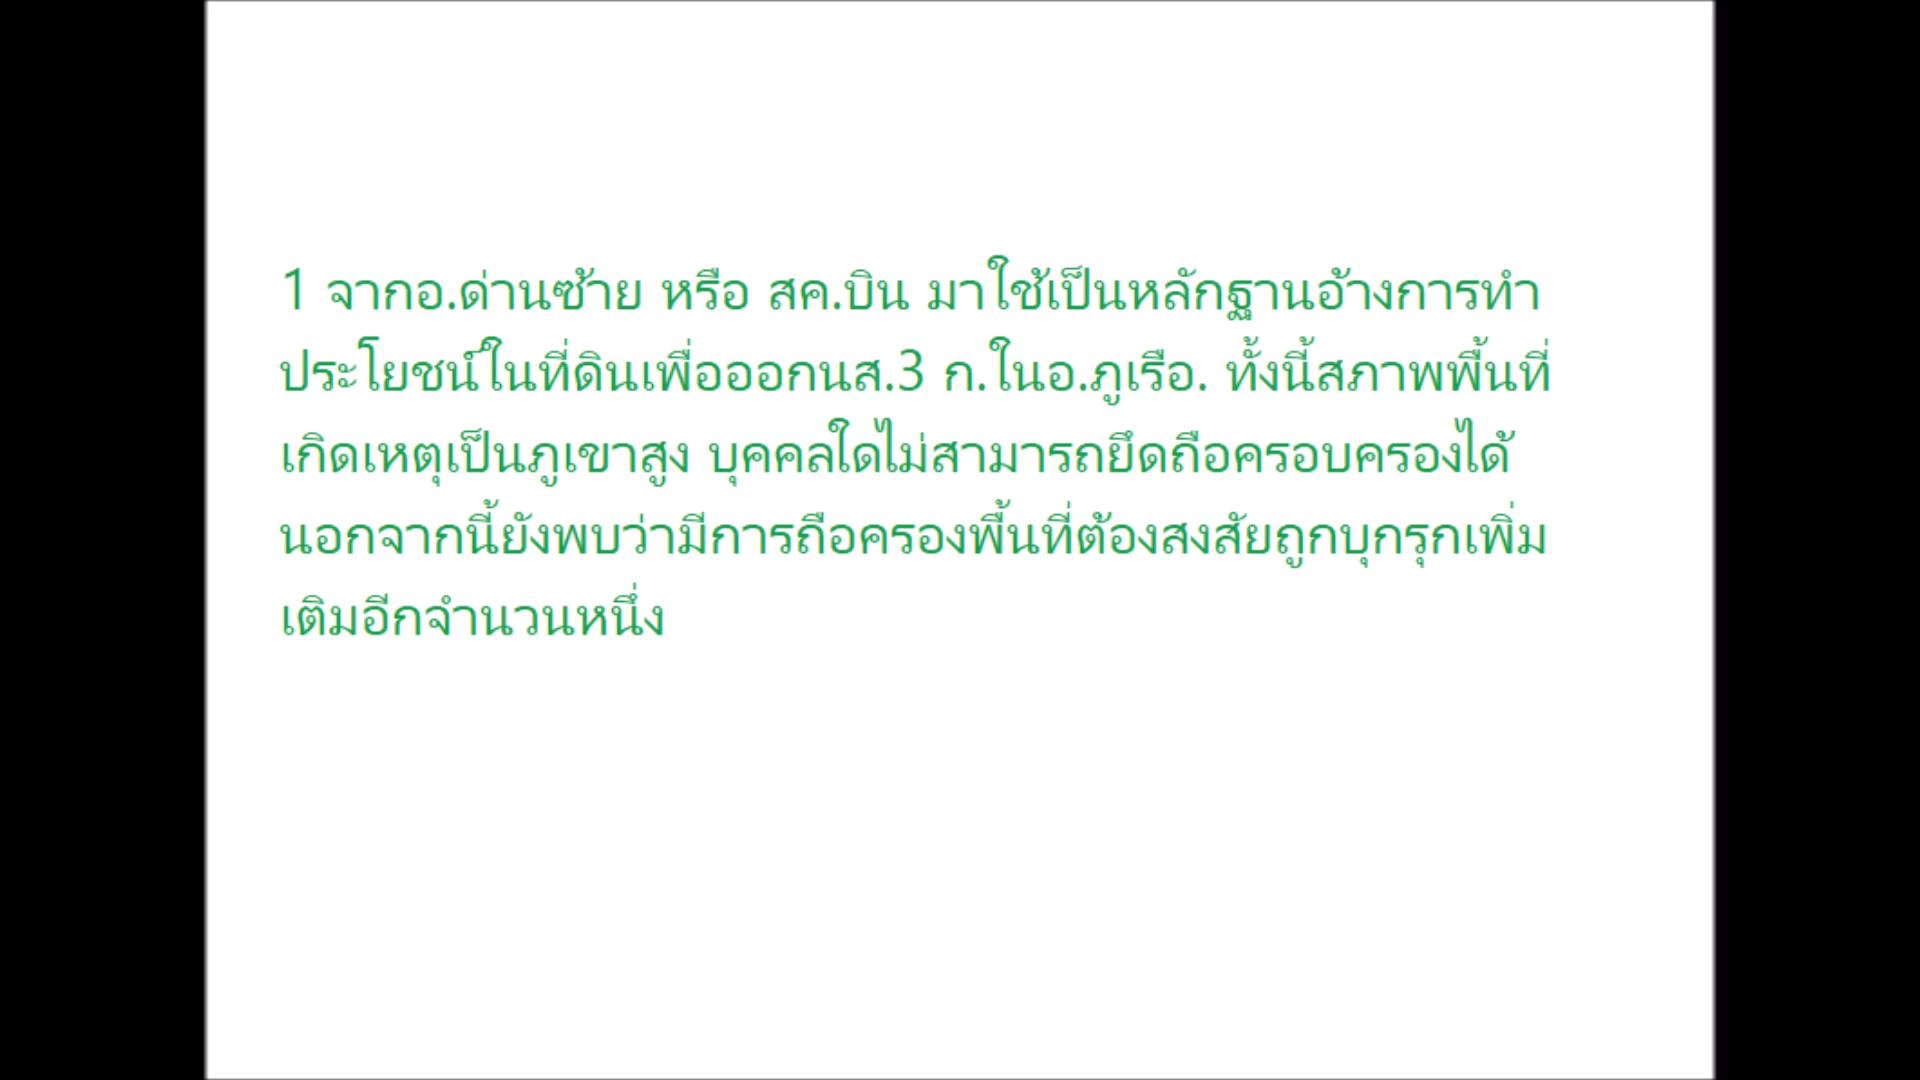 1 จากอ.ด่านซ้าย หรือ สค.บิน มาใช้เป็นหลักฐานอ้างการทำ
ประโยชน์ในที่ดินเพื่อออกนส.3 ก.ในอ.ภูเรือ. ทั้งนี้สภาพพื้นที่
เกิดเหตุเป็นภูเขาสูง บุคคลใดไม่สามารถยึดถือครอบครองได้
นอกจากนี้ยังพบว่ามีการถือครองพื้นที่ต้องสงสัยถูกบุกรุกเพิ่ม
เติมอีกจำนวนหนึ่ง